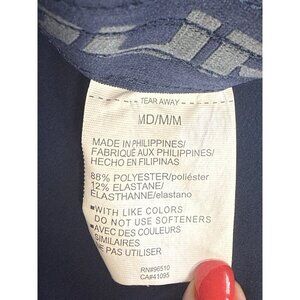 TEAR AWAY
MD/M/M
MADE IN PHILIPPINES/
FABRIQUÉ AUX PHILIPPINES/
HECHO EN FILIPINAS
88% POLYESTER/poliéster
12% ELASTANE/
ELASTHANNE/elastano
■WITH LIKE COLORS
DO NOT USE SOFTENERS
■AVEC DES COULEURS
SIMILAIRES
NE PAS UTILISER
RN#96510
CA#41095